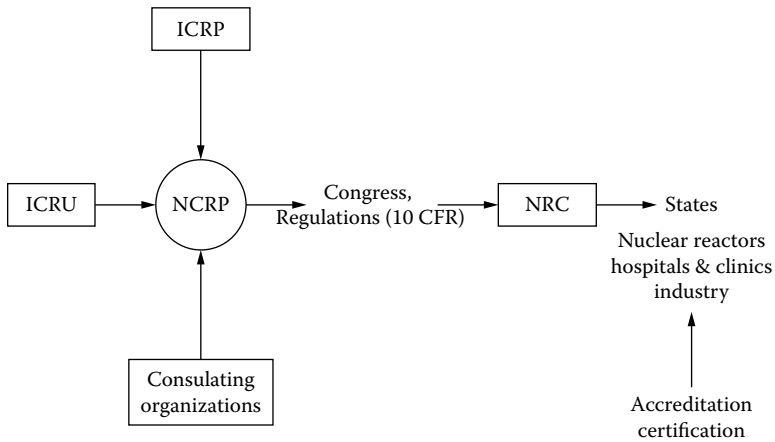 ICRP
ICRU
NCRP
Congress,
Regulations (10 CFR)
NRC
States
Nuclear reactors
hospitals & clinics
industry
Consulating
organizations
Accreditation
certification